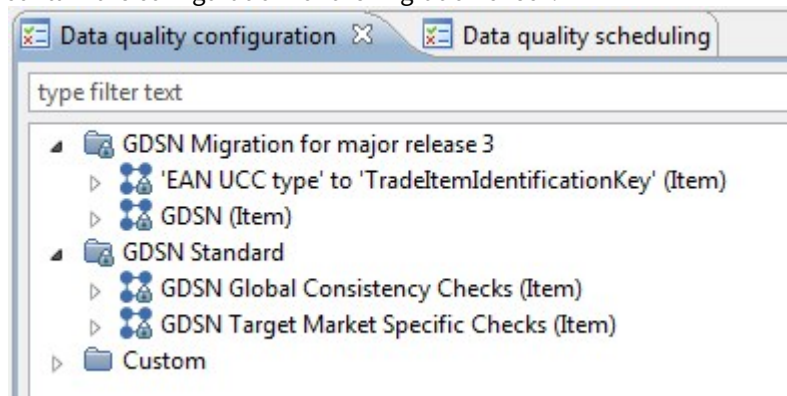 Data quality configuration Data quality scheduling
type filter text
GDSN Migration for major release 3
'EAN UCC type' to 'TradeItemIdentificationKey' (Item)
GDSN (Item)
GDSN Standard
GDSN Global Consistency Checks (Item)
GDSN Target Market Specific Checks (Item)
Custom